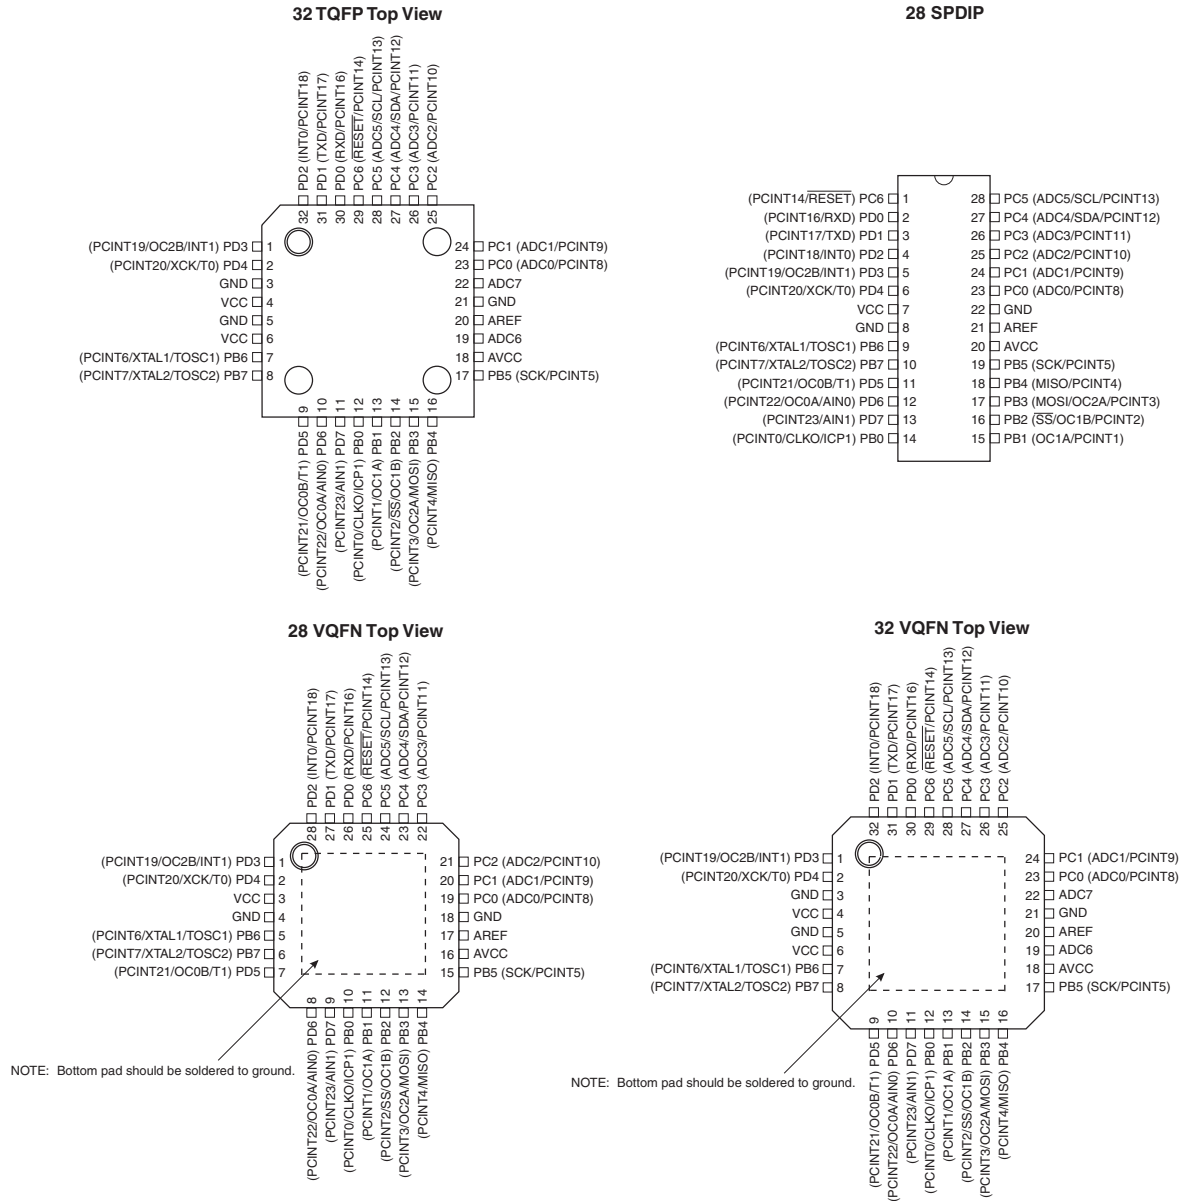 32 TQFP Top View
PD2 (INT0/PCINT18)
PD1 (TXD/PCINT17)
PD0 (RXD/PCINT16)
PC6 (RESET/PCINT14)
PC5 (ADC5/SCL/PCINT13)
PC4 (ADC4/SDA/PCINT12)
PC3 (ADC3/PCINT11)
PC2 (ADC2/PCINT10)
32
31
30
29
28
27
26
25
(PCINT19/OC2B/INT1) PD3 1
(PCINT20/XCK/T0) PD4 2
GND 3
VCC 4
GND 5
VCC 6
(PCINT6/XTAL1/TOSC1) PB6 7
(PCINT7/XTAL2/TOSC2) PB7 8
24 PC1 (ADC1/PCINT9)
23 PC0 (ADC0/PCINT8)
22 ADC7
21 GND
20 AREF
19 ADC6
18 AVCC
17 PB5 (SCK/PCINT5)
9
10
11
12
13
14
15
16
(PCINT21/OC0B/T1) PD5
(PCINT22/OC0A/AIN0) PD6
(PCINT23/AIN1) PD7
(PCINT0/CLKO/ICP1) PB0
(PCINT1/OC1A) PB1
(PCINT2/SS/OC1B) PB2
(PCINT3/OC2A/MOSI) PB3
(PCINT4/MISO) PB4
28 SPDIP
(PCINT14/RESET) PC6 1
(PCINT16/RXD) PD0 2
(PCINT17/TXD) PD1 3
(PCINT18/INT0) PD2 4
(PCINT19/OC2B/INT1) PD3 5
(PCINT20/XCK/T0) PD4 6
VCC 7
GND 8
(PCINT6/XTAL1/TOSC1) PB6 9
(PCINT7/XTAL2/TOSC2) PB7 10
(PCINT21/OC0B/T1) PD5 11
(PCINT22/OC0A/AIN0) PD6 12
(PCINT23/AIN1) PD7 13
(PCINT0/CLKO/ICP1) PB0 14
28 PC5 (ADC5/SCL/PCINT13)
27 PC4 (ADC4/SDA/PCINT12)
26 PC3 (ADC3/PCINT11)
25 PC2 (ADC2/PCINT10)
24 PC1 (ADC1/PCINT9)
23 PC0 (ADC0/PCINT8)
22 GND
21 AREF
20 AVCC
19 PB5 (SCK/PCINT5)
18 PB4 (MISO/PCINT4)
17 PB3 (MOSI/OC2A/PCINT3)
16 PB2 (SS/OC1B/PCINT2)
15 PB1 (OC1A/PCINT1)
28 VQFN Top View
PD2 (INT0/PCINT18)
PD1 (TXD/PCINT17)
PD0 (RXD/PCINT16)
PC6 (RESET/PCINT14)
PC5 (ADC5/SCL/PCINT13)
PC4 (ADC4/SDA/PCINT12)
PC3 (ADC3/PCINT11)
28
27
26
25
24
23
22
(PCINT19/OC2B/INT1) PD3 1
(PCINT20/XCK/T0) PD4 2
VCC 3
GND 4
(PCINT6/XTAL1/TOSC1) PB6 5
(PCINT7/XTAL2/TOSC2) PB7 6
(PCINT21/OC0B/T1) PD5 7
21 PC2 (ADC2/PCINT10)
20 PC1 (ADC1/PCINT9)
19 PC0 (ADC0/PCINT8)
18 GND
17 AREF
16 AVCC
15 PB5 (SCK/PCINT5)
8
9
10
11
12
13
14
(PCINT22/OC0A/AIN0) PD6
(PCINT23/AIN1) PD7
(PCINT0/CLKO/ICP1) PB0
(PCINT1/OC1A) PB1
(PCINT2/SS/OC1B) PB2
(PCINT3/OC2A/MOSI) PB3
(PCINT4/MISO) PB4
NOTE: Bottom pad should be soldered to ground.
32 VQFN Top View
PD2 (INT0/PCINT18)
PD1 (TXD/PCINT17)
PD0 (RXD/PCINT16)
PC6 (RESET/PCINT14)
PC5 (ADC5/SCL/PCINT13)
PC4 (ADC4/SDA/PCINT12)
PC3 (ADC3/PCINT11)
PC2 (ADC2/PCINT10)
32
31
30
29
28
27
26
25
(PCINT19/OC2B/INT1) PD3 1
(PCINT20/XCK/T0) PD4 2
GND 3
VCC 4
GND 5
VCC 6
(PCINT6/XTAL1/TOSC1) PB6 7
(PCINT7/XTAL2/TOSC2) PB7 8
24 PC1 (ADC1/PCINT9)
23 PC0 (ADC0/PCINT8)
22 ADC7
21 GND
20 AREF
19 ADC6
18 AVCC
17 PB5 (SCK/PCINT5)
9
10
11
12
13
14
15
16
(PCINT21/OC0B/T1) PD5
(PCINT22/OC0A/AIN0) PD6
(PCINT23/AIN1) PD7
(PCINT0/CLKO/ICP1) PB0
(PCINT1/OC1A) PB1
(PCINT2/SS/OC1B) PB2
(PCINT3/OC2A/MOSI) PB3
(PCINT4/MISO) PB4
NOTE: Bottom pad should be soldered to ground.